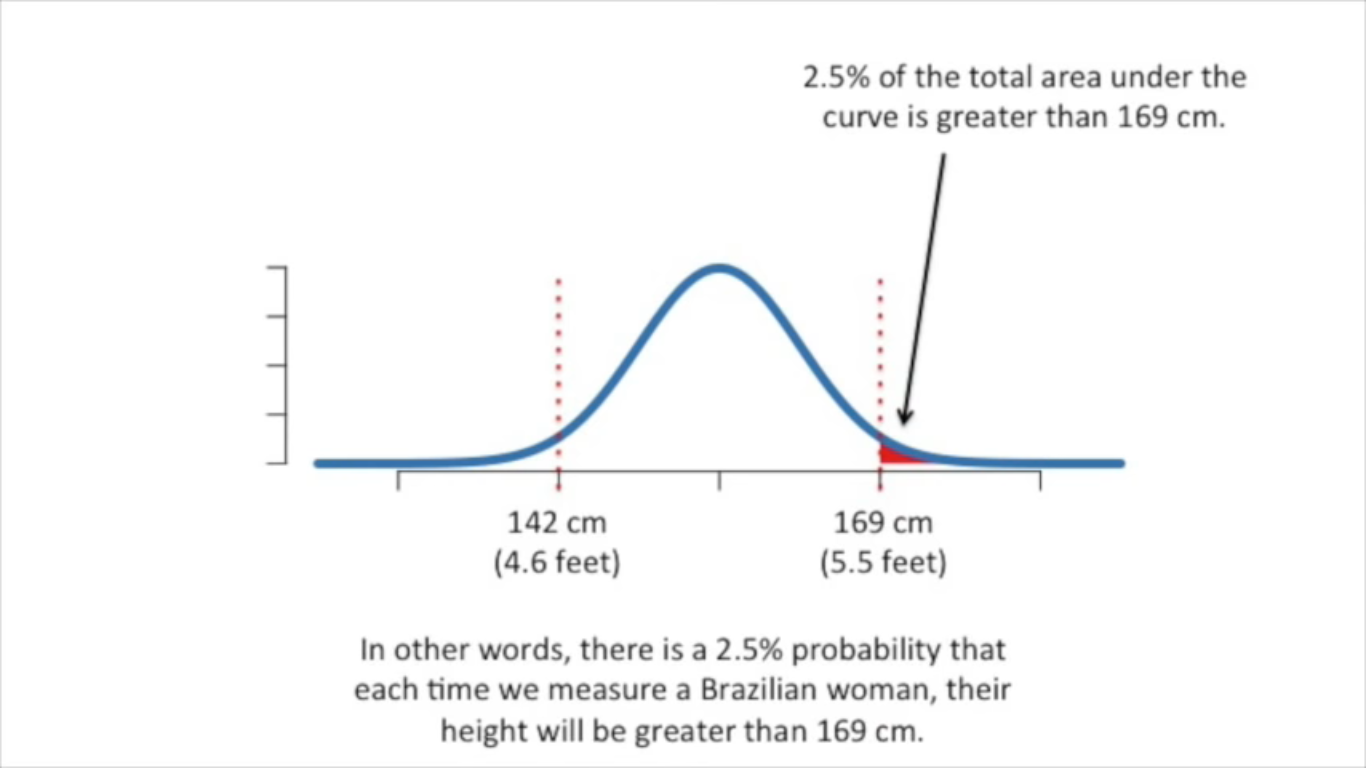 2.5% of the total area under the
curve is greater than 169 cm.
142 cm
(4.6 feet)
169 cm
(5.5 feet)
In other words, there is a 2.5% probability that
each time we measure a Brazilian woman, their
height will be greater than 169 cm.